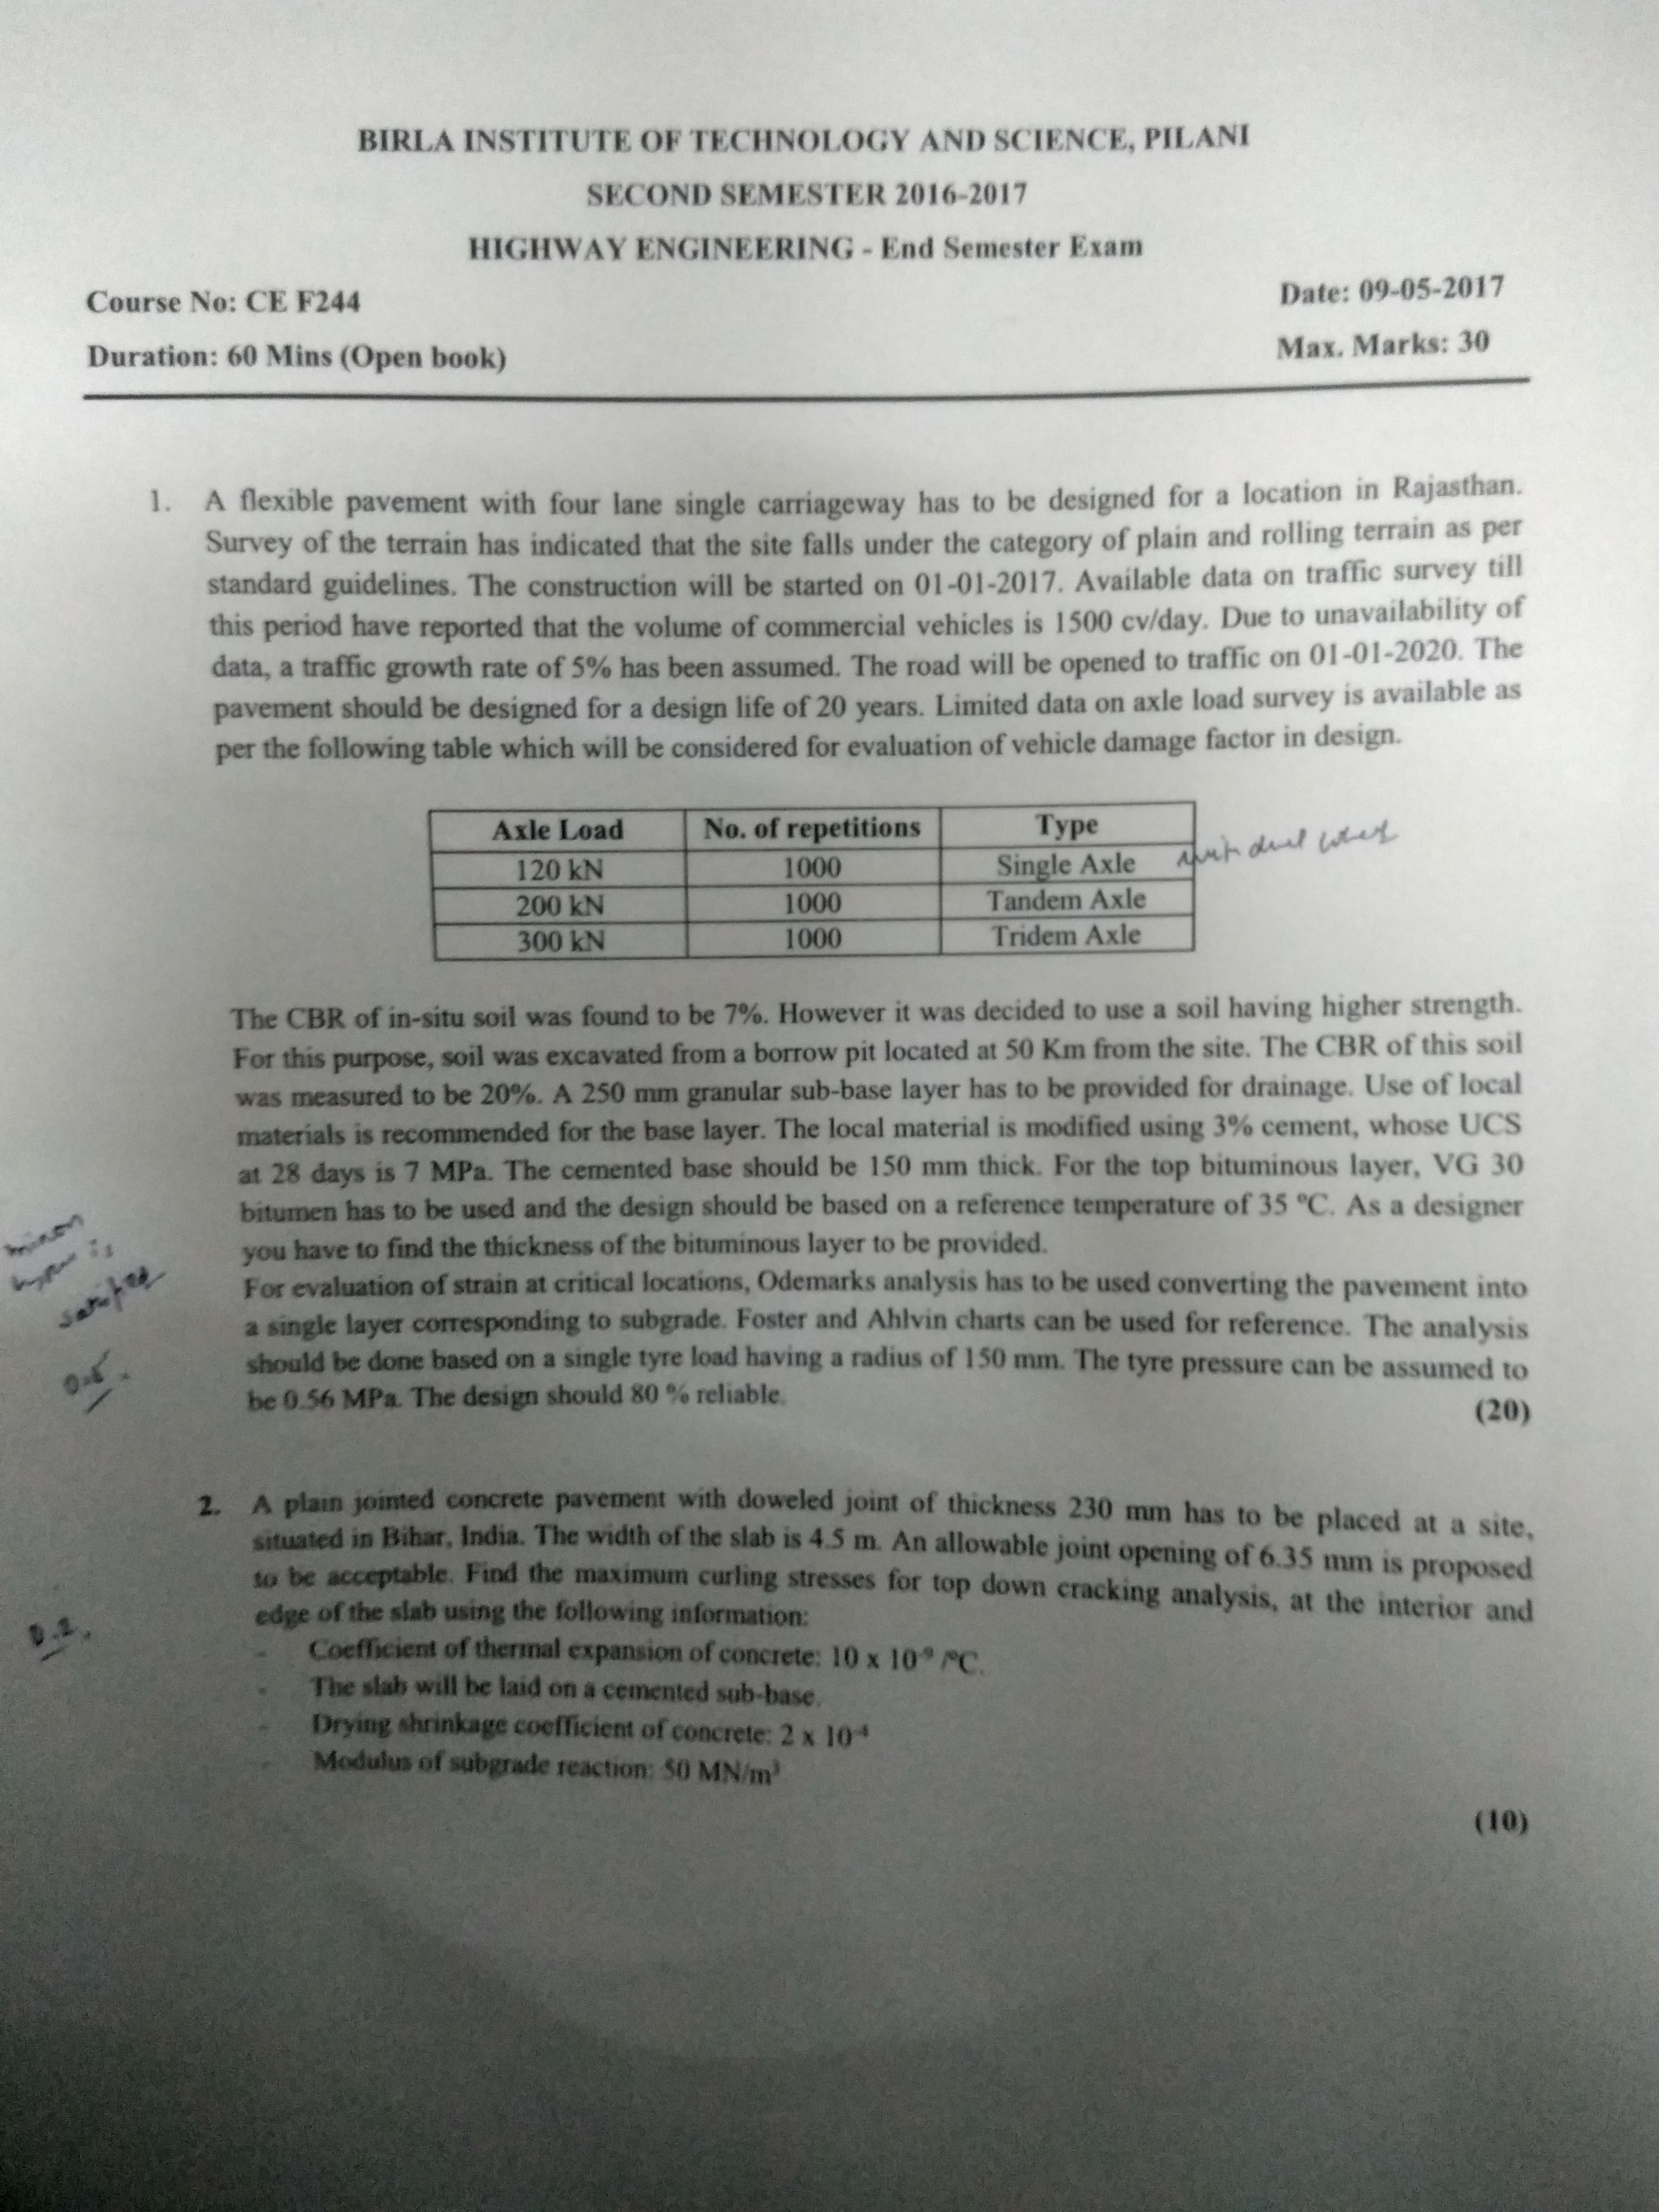 BIRLA INSTITUTE OF TECHNOLOGY AND SCIENCE, PILANI
SECOND SEMESTER 2016-2017
HIGHWAY ENGINEERING - End Semester Exam
Course No: CE F244
Date: 09-05-2017
Duration: 60 Mins (Open book)
Max. Marks: 30
1. A flexible pavement with four lane single carriageway has to be designed for a location in Rajasthan.
Survey of the terrain has indicated that the site falls under the category of plain and rolling terrain as per
standard guidelines. The construction will be started on 01-01-2017. Available data on traffic survey till
this period have reported that the volume of commercial vehicles is 1500 cv/day. Due to unavailability of
data, a traffic growth rate of 5% has been assumed. The road will be opened to traffic on 01-01-2020. The
pavement should be designed for a design life of 20 years. Limited data on axle load survey is available as
per the following table which will be considered for evaluation of vehicle damage factor in design.
Axle Load No. of repetitions Type
120 kN 1000 Single Axle with dual wheel
200 kN 1000 Tandem Axle
300 kN 1000 Tridem Axle
The CBR of in-situ soil was found to be 7%. However it was decided to use a soil having higher strength.
For this purpose, soil was excavated from a borrow pit located at 50 Km from the site. The CBR of this soil
was measured to be 20%. A 250 mm granular sub-base layer has to be provided for drainage. Use of local
materials is recommended for the base layer. The local material is modified using 3% cement, whose UCS
at 28 days is 7 MPa. The cemented base should be 150 mm thick. For the top bituminous layer, VG 30
bitumen has to be used and the design should be based on a reference temperature of 35 °C. As a designer
you have to find the thickness of the bituminous layer to be provided.
For evaluation of strain at critical locations, Odemarks analysis has to be used converting the pavement into
a single layer corresponding to subgrade. Foster and Ahlvin charts can be used for reference. The analysis
should be done based on a single tyre load having a radius of 150 mm. The tyre pressure can be assumed to
be 0.56 MPa. The design should 80 % reliable.
(20)
2. A plain jointed concrete pavement with doweled joint of thickness 230 mm has to be placed at a site,
situated in Bihar, India. The width of the slab is 4.5 m. An allowable joint opening of 6.35 mm is proposed
to be acceptable. Find the maximum curling stresses for top down cracking analysis, at the interior and
edge of the slab using the following information:
- Coefficient of thermal expansion of concrete: 10 x 10⁻⁹ /°C.
- The slab will be laid on a cemented sub-base.
- Drying shrinkage coefficient of concrete: 2 x 10⁻⁴
- Modulus of subgrade reaction: 50 MN/m³
(10)